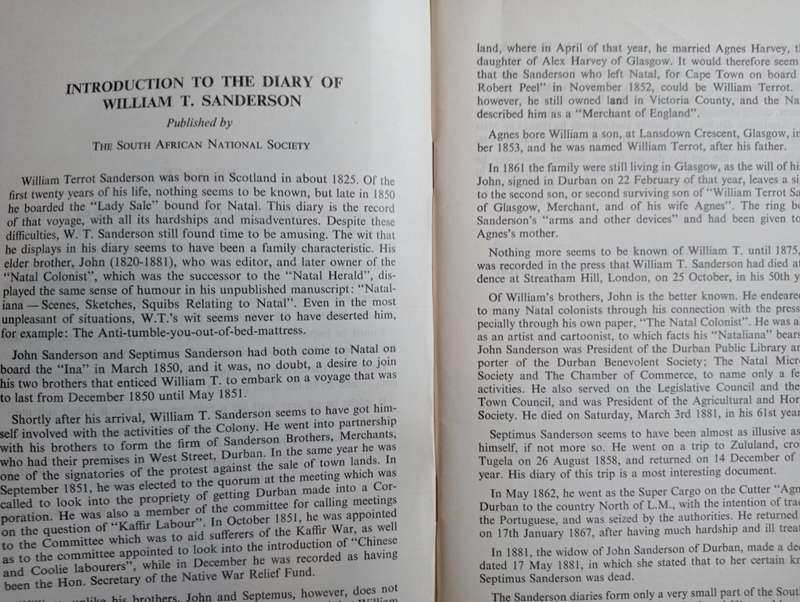 INTRODUCTION TO THE DIARY OF
WILLIAM T. SANDERSON
Published by
THE SOUTH AFRICAN NATIONAL SOCIETY
William Terrot Sanderson was born in Scotland in about 1825. Of the
first twenty years of his life, nothing seems to be known, but late in 1850
he boarded the “Lady Sale” bound for Natal. This diary is the record
of that voyage, with all its hardships and misadventures. Despite these
difficulties, W. T. Sanderson still found time to be amusing. The wit that
he displays in his diary seems to have been a family characteristic. His
elder brother, John (1820-1881), who was editor, and later owner of the
“Natal Colonist”, which was the successor to the “Natal Herald”, dis-
played the same sense of humour in his unpublished manuscript: “Natal-
iana — Scenes, Sketches, Squibs Relating to Natal”. Even in the most
unpleasant of situations, W.T.'s wit seems never to have deserted him,
for example: The Anti-tumble-you-out-of-bed-mattress.
John Sanderson and Septimus Sanderson had both come to Natal on
board the “Ina” in March 1850, and it was, no doubt, a desire to join
his two brothers that enticed William T. to embark on a voyage that was
to last from December 1850 until May 1851.
Shortly after his arrival, William T. Sanderson seems to have got him-
self involved with the activities of the Colony. He went into partnership
with his brothers to form the firm of Sanderson Brothers, Merchants,
who had their premises in West Street, Durban. In the same year he was
one of the signatories of the protest against the sale of town lands. In
September 1851, he was elected to the quorum at the meeting which was
called to look into the propriety of getting Durban made into a Cor-
poration. He was also a member of the committee for calling meetings
on the question of “Kaffir Labour”. In October 1851, he was appointed
to the Committee which was to aid sufferers of the Kaffir War, as well
as to the committee appointed to look into the introduction of “Chinese
and Coolie labourers”, while in December he was recorded as having
been the Hon. Secretary of the Native War Relief Fund.
unlike his brothers, John and Septemus, however, does not
land, where in April of that year, he married Agnes Harvey,
daughter of Alex Harvey of Glasgow. It would therefore seem
that the Sanderson who left Natal, for Cape Town on board
Robert Peel” in November 1852, could be William Terrot.
however, he still owned land in Victoria County, and the Na
described him as a “Merchant of England”.
Agnes bore William a son, at Lansdown Crescent, Glasgow, in
ber 1853, and he was named William Terrot, after his father.
In 1861 the family were still living in Glasgow, as the will of his
John, signed in Durban on 22 February of that year, leaves a si
to the second son, or second surviving son of “William Terrot Sa
of Glasgow, Merchant, and of his wife Agnes”. The ring be
Sanderson's “arms and other devices” and had been given to
Agnes's mother.
Nothing more seems to be known of William T. until 1875,
was recorded in the press that William T. Sanderson had died at
dence at Streatham Hill, London, on 25 October, in his 50th y
Of William's brothers, John is the better known. He endeare
to many Natal colonists through his connection with the press
pecially through his own paper, “The Natal Colonist”. He was al
as an artist and cartoonist, to which facts his “Nataliana” bears
John Sanderson was President of the Durban Public Library a
porter of the Durban Benevolent Society; The Natal Micro
Society and The Chamber of Commerce, to name only a fe
activities. He also served on the Legislative Council and the
Town Council, and was President of the Agricultural and Hor
Society. He died on Saturday, March 3rd 1881, in his 61st year
Septimus Sanderson seems to have been almost as illusive as
himself, if not more so. He went on a trip to Zululand, cro
Tugela on 26 August 1858, and returned on 14 December of
year. His diary of this trip is a most interesting document.
In May 1862, he went as the Super Cargo on the Cutter “Agn
Durban to the country North of L.M., with the intention of trad
the Portuguese, and was seized by the authorities. He returned
on 17th January 1867, after having much hardship and ill treat
In 1881, the widow of John Sanderson of Durban, made a dec
dated 17 May 1881, in which she stated that to her certain kn
Septimus Sanderson was dead.
The Sanderson diaries form only a very small part of the South